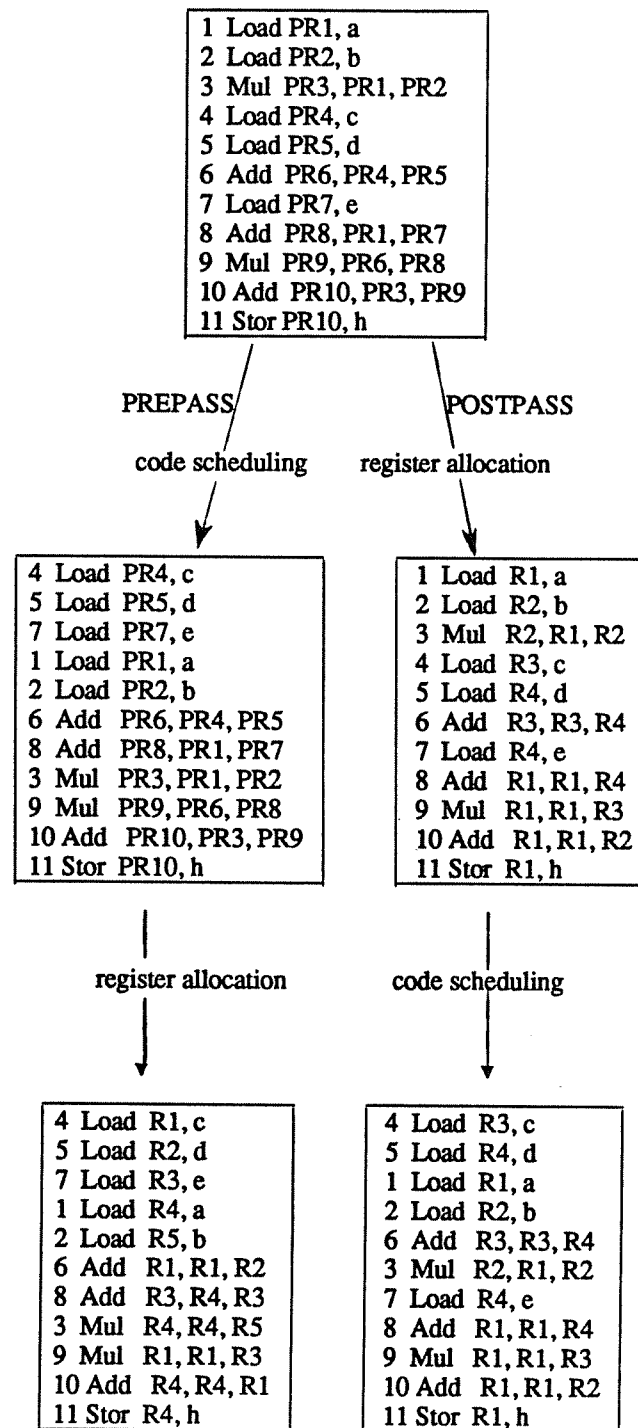 1 Load PR1, a
2 Load PR2, b
3 Mul PR3, PR1, PR2
4 Load PR4, c
5 Load PR5, d
6 Add PR6, PR4, PR5
7 Load PR7, e
8 Add PR8, PR1, PR7
9 Mul PR9, PR6, PR8
10 Add PR10, PR3, PR9
11 Stor PR10, h
PREPASS
code scheduling
POSTPASS
register allocation
4 Load PR4, c
5 Load PR5, d
7 Load PR7, e
1 Load PR1, a
2 Load PR2, b
6 Add PR6, PR4, PR5
8 Add PR8, PR1, PR7
3 Mul PR3, PR1, PR2
9 Mul PR9, PR6, PR8
10 Add PR10, PR3, PR9
11 Stor PR10, h
1 Load R1, a
2 Load R2, b
3 Mul R2, R1, R2
4 Load R3, c
5 Load R4, d
6 Add R3, R3, R4
7 Load R4, e
8 Add R1, R1, R4
9 Mul R1, R1, R3
10 Add R1, R1, R2
11 Stor R1, h
register allocation
code scheduling
4 Load R1, c
5 Load R2, d
7 Load R3, e
1 Load R4, a
2 Load R5, b
6 Add R1, R1, R2
8 Add R3, R4, R3
3 Mul R4, R4, R5
9 Mul R1, R1, R3
10 Add R4, R4, R1
11 Stor R4, h
4 Load R3, c
5 Load R4, d
1 Load R1, a
2 Load R2, b
6 Add R3, R3, R4
3 Mul R2, R1, R2
7 Load R4, e
8 Add R1, R1, R4
9 Mul R1, R1, R3
10 Add R1, R1, R2
11 Stor R1, h